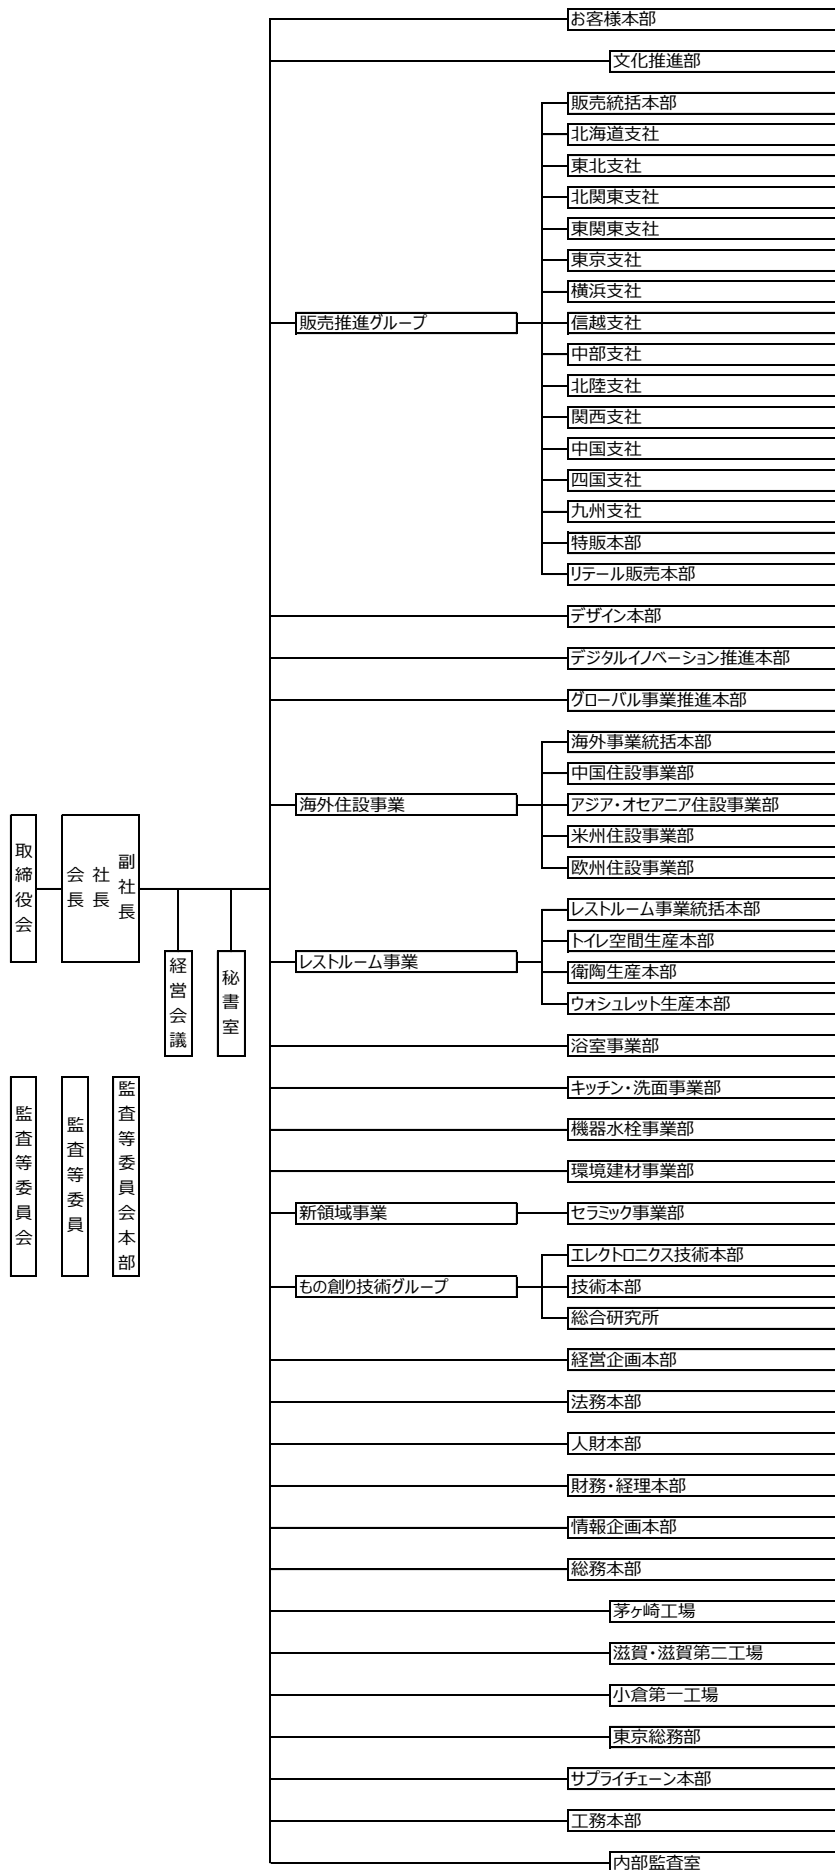 お客様本部
文化推進部
販売推進グループ
販売統括本部
北海道支社
東北支社
北関東支社
東関東支社
東京支社
横浜支社
信越支社
中部支社
北陸支社
関西支社
中国支社
四国支社
九州支社
特販本部
リテール販売本部
デザイン本部
デジタルイノベーション推進本部
グローバル事業推進本部
海外住設事業
海外事業統括本部
中国住設事業部
アジア・オセアニア住設事業部
米州住設事業部
欧州住設事業部
取締役会
会長
社長
副社長
経営会議
秘書室
レストルーム事業
レストルーム事業統括本部
トイレ空間生産本部
衛陶生産本部
ウォシュレット生産本部
浴室事業部
キッチン・洗面事業部
機器水栓事業部
環境建材事業部
監査等委員会
監査等委員
監査等委員会本部
新領域事業
セラミック事業部
もの創り技術グループ
エレクトロニクス技術本部
技術本部
総合研究所
経営企画本部
法務本部
人財本部
財務・経理本部
情報企画本部
総務本部
茅ヶ崎工場
滋賀・滋賀第二工場
小倉第一工場
東京総務部
サプライチェーン本部
工務本部
内部監査室